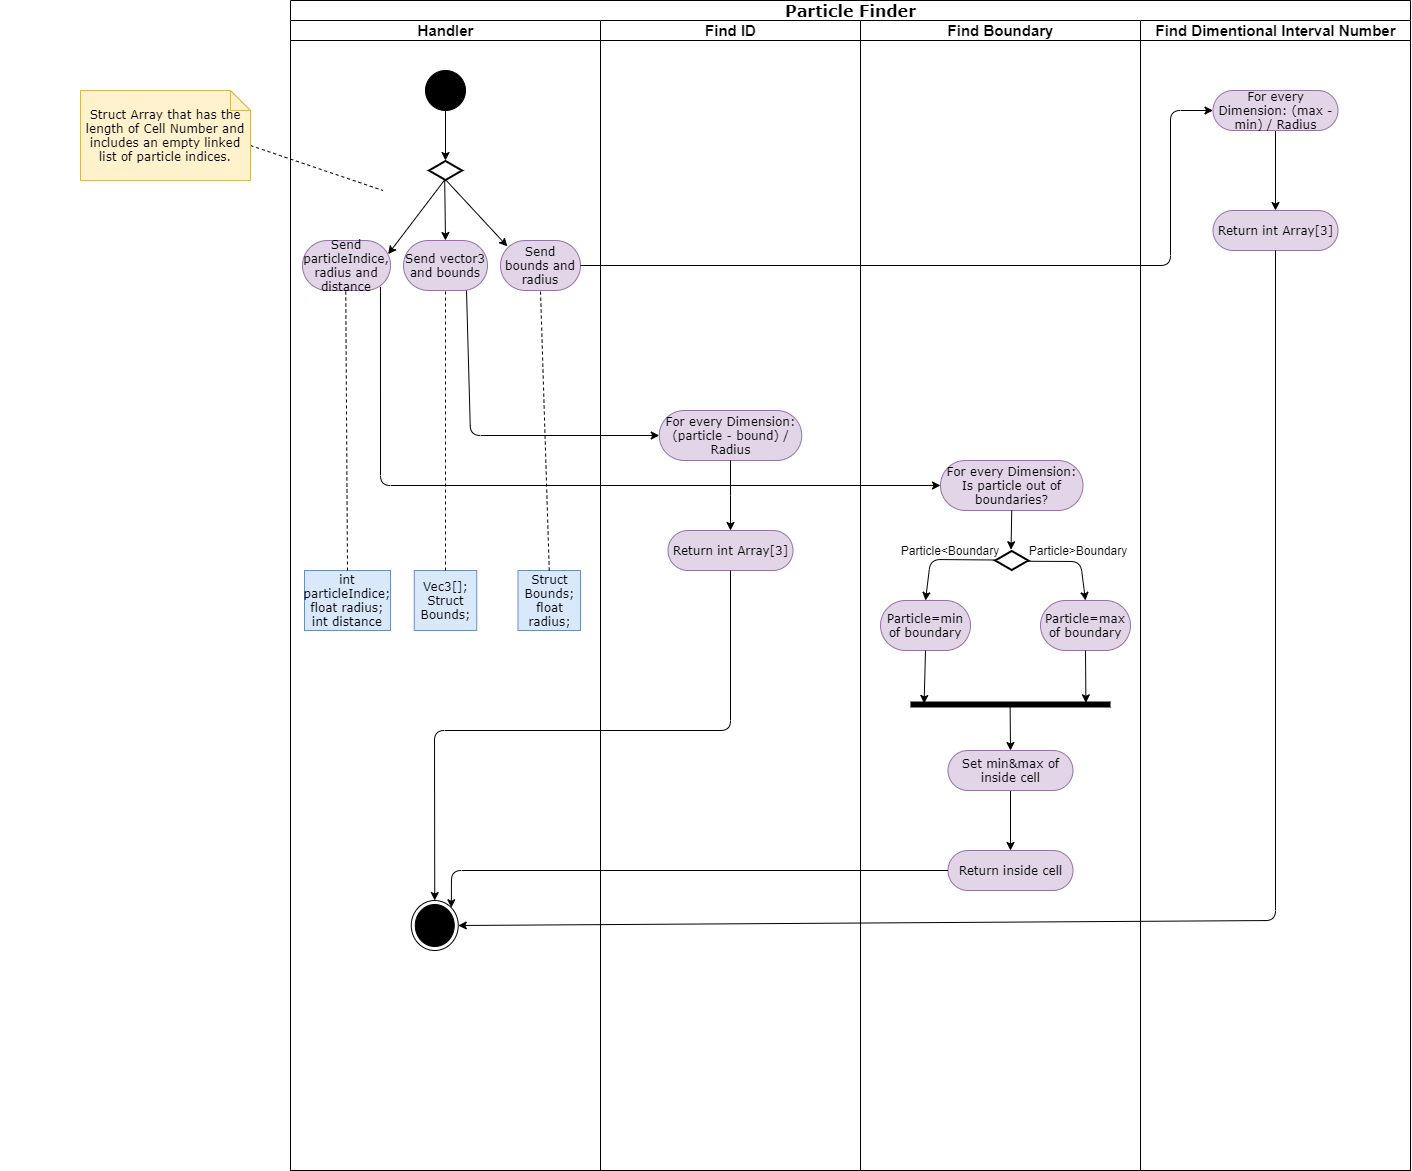 Particle Finder
Handler
Find ID
Find Boundary
Find Dimentional Interval Number
Struct Array that has the
length of Cell Number and
includes an empty linked
list of particle indices.
For every
Dimension: (max -
min) / Radius
Return int Array[3]
Send
particleIndice,
radius and
distance
Send vector3
and bounds
Send
bounds and
radius
For every Dimension:
(particle - bound) /
Radius
For every Dimension:
Is particle out of
boundaries?
Return int Array[3]
Particle<Boundary
Particle>Boundary
int
particleIndice;
float radius;
int distance
Vec3[];
Struct
Bounds;
Struct
Bounds;
float
radius;
Particle=min
of boundary
Particle=max
of boundary
Set min&max of
inside cell
Return inside cell